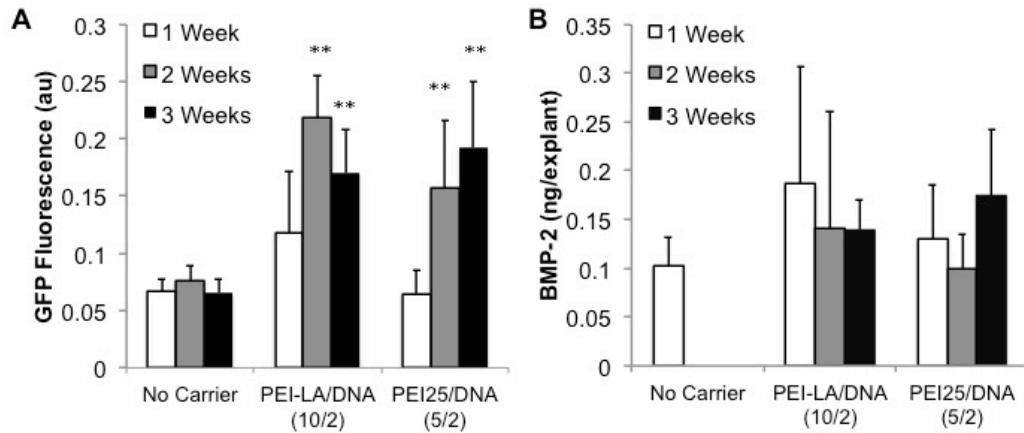 A
GFP Fluorescence (au)
0.3
0.25
0.2
0.15
0.1
0.05
0
1 Week
2 Weeks
3 Weeks
**
**
**
**
No Carrier
PEI-LA/DNA
(10/2)
PEI25/DNA
(5/2)
B
BMP-2 (ng/explant)
0.35
0.3
0.25
0.2
0.15
0.1
0.05
0
1 Week
2 Weeks
3 Weeks
No Carrier
PEI-LA/DNA
(10/2)
PEI25/DNA
(5/2)